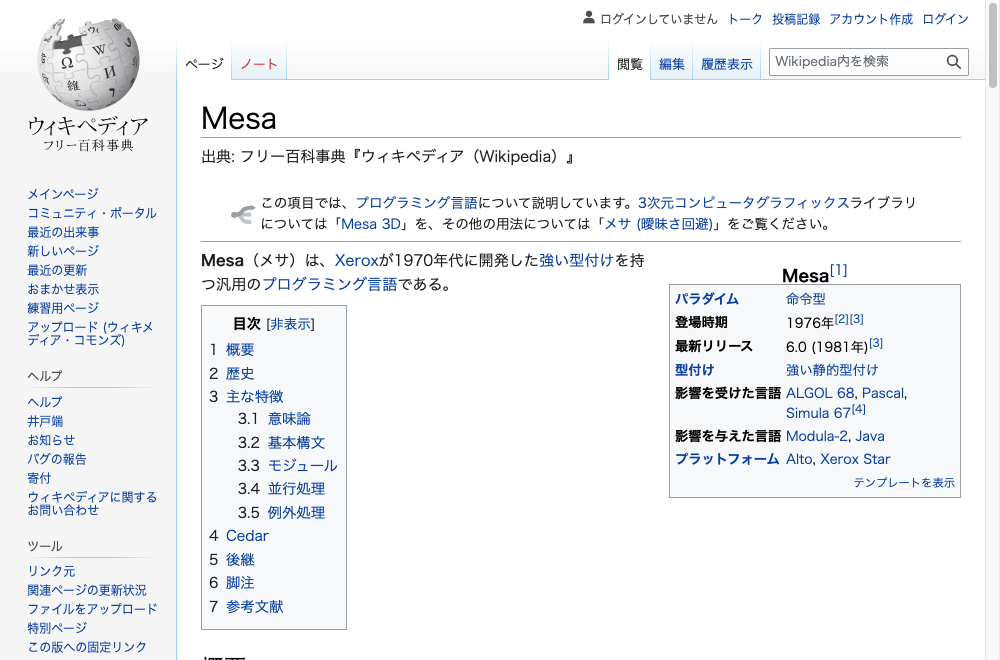 ログインしていません トーク 投稿記録 アカウント作成 ログイン
ページ ノート 閲覧 編集 履歴表示 Wikipedia内を検索
ウィキペディア
フリー百科事典
メインページ
コミュニティ・ポータル
最近の出来事
新しいページ
最近の更新
おまかせ表示
練習用ページ
アップロード (ウィキメ
ディア・コモンズ)
ヘルプ
ヘルプ
井戸端
お知らせ
バグの報告
寄付
ウィキペディアに関する
お問い合わせ
ツール
リンク元
関連ページの更新状況
ファイルをアップロード
特別ページ
この版への固定リンク
Mesa
出典: フリー百科事典『ウィキペディア（Wikipedia）』
この項目では、プログラミング言語について説明しています。3次元コンピュータグラフィックスライブラリ
については「Mesa 3D」を、その他の用法については「メサ (曖昧さ回避)」をご覧ください。
Mesa（メサ）は、Xeroxが1970年代に開発した強い型付けを持
つ汎用のプログラミング言語である。
目次 [非表示]
1 概要
2 歴史
3 主な特徴
3.1 意味論
3.2 基本構文
3.3 モジュール
3.4 並行処理
3.5 例外処理
4 Cedar
5 後継
6 脚注
7 参考文献
Mesa[1]
パラダイム 命令型
登場時期 1976年[2][3]
最新リリース 6.0 (1981年)[3]
型付け 強い静的型付け
影響を受けた言語 ALGOL 68, Pascal,
Simula 67[4]
影響を与えた言語 Modula-2, Java
プラットフォーム Alto, Xerox Star
テンプレートを表示